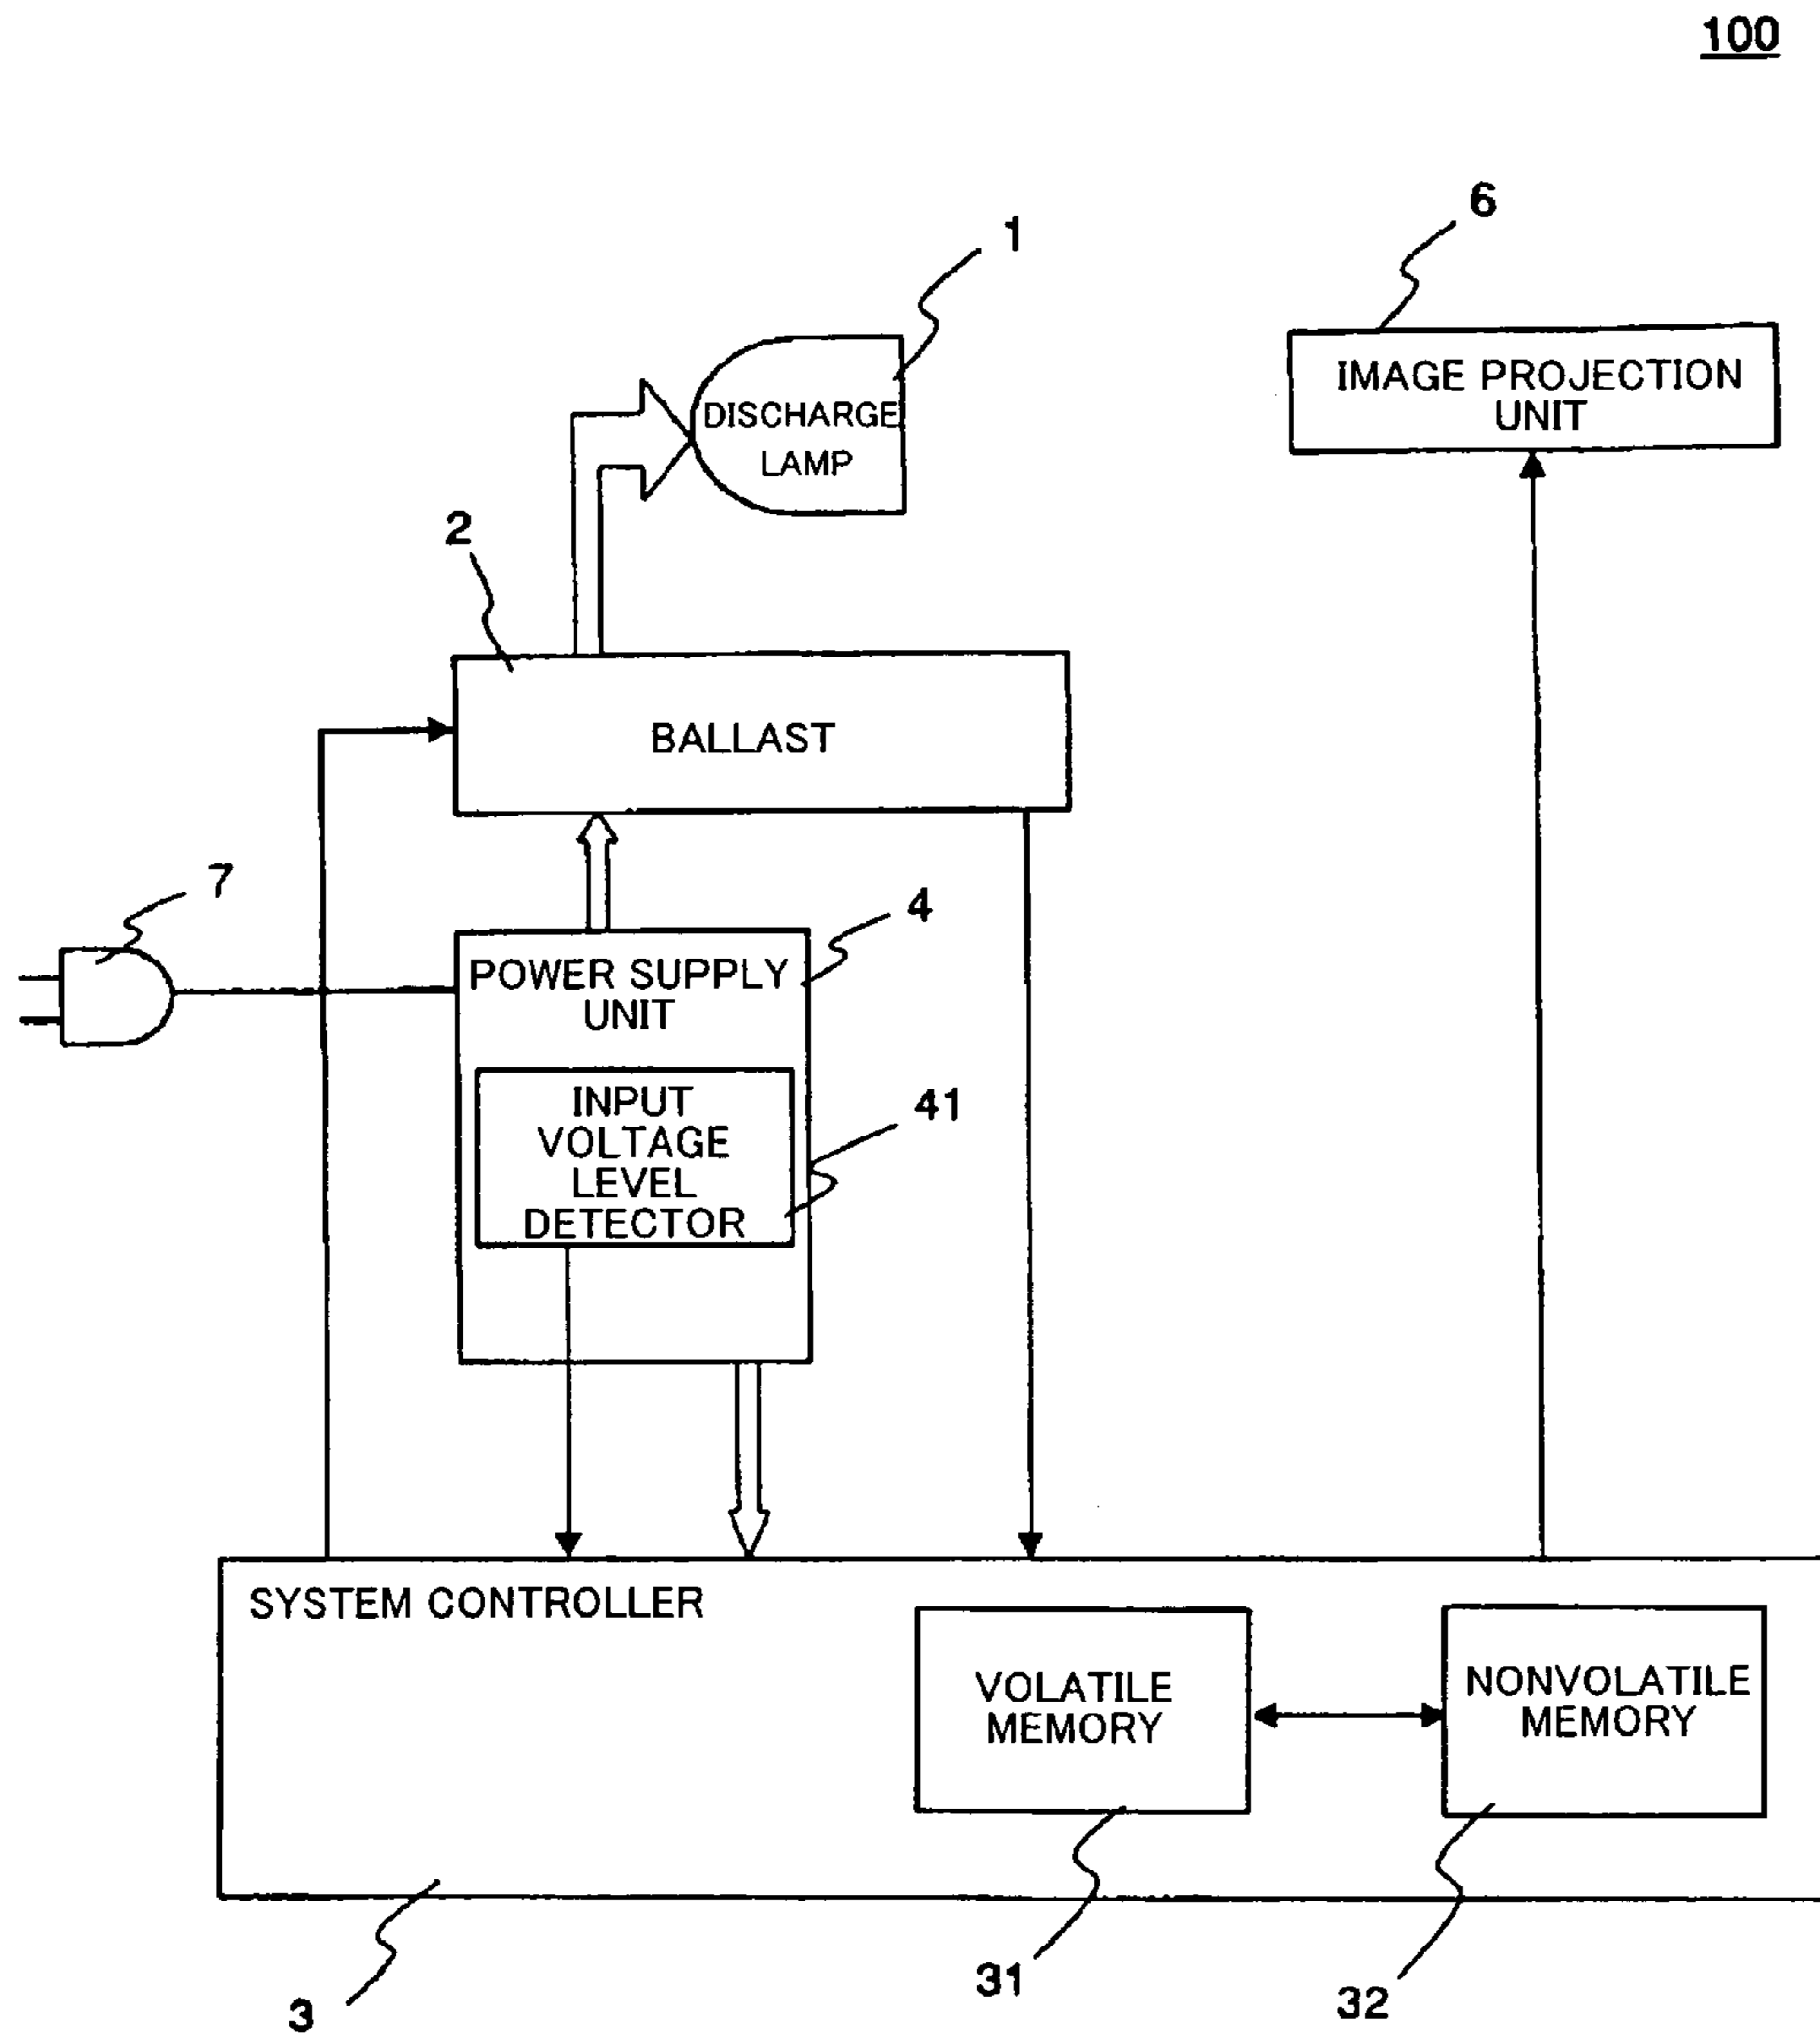 100
1
6
DISCHARGE
LAMP
IMAGE PROJECTION
UNIT
2
BALLAST
7
4
POWER SUPPLY
UNIT
41
INPUT
VOLTAGE
LEVEL
DETECTOR
SYSTEM CONTROLLER
VOLATILE
MEMORY
NONVOLATILE
MEMORY
31
32
3